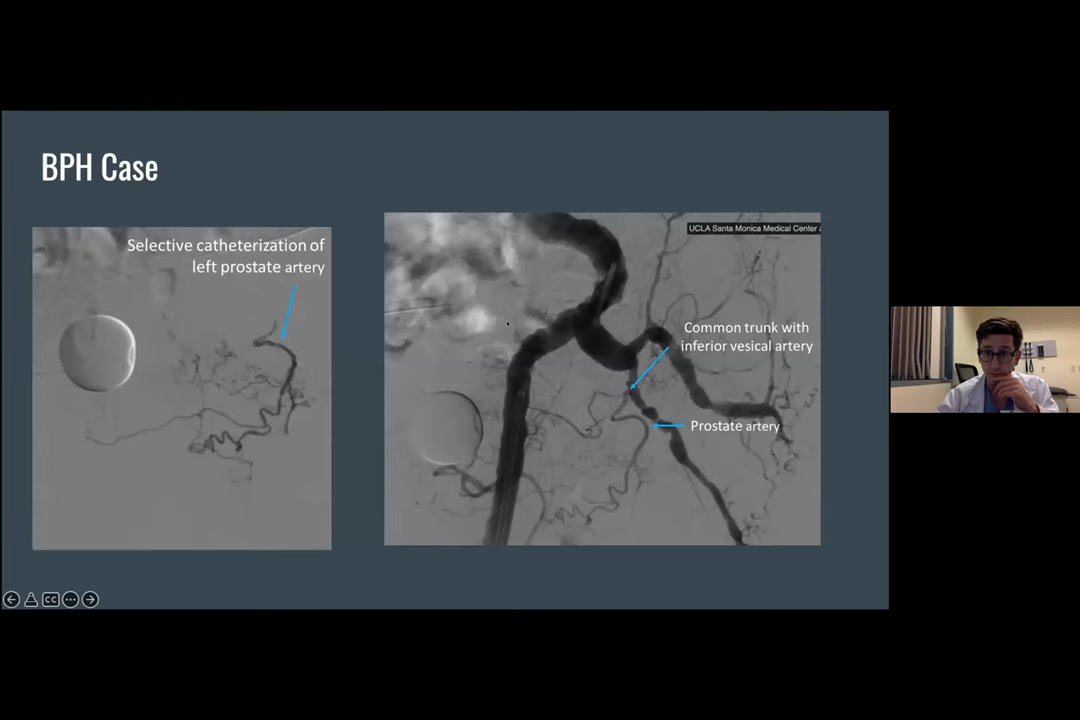 BPH Case
Selective catheterization of
left prostate artery
UCLA Santa Monica Medical Center
Common trunk with
inferior vesical artery
Prostate artery
CC